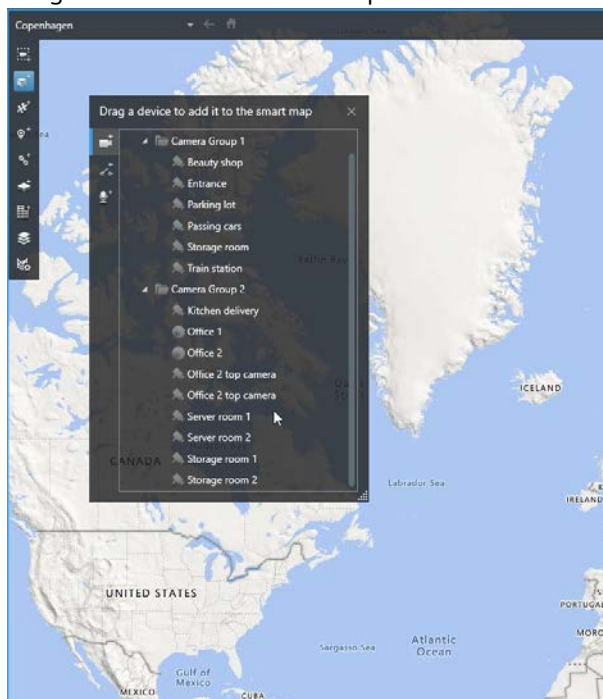 Copenhagen
Drag a device to add it to the smart map
Camera Group 1
Beauty shop
Entrance
Parking lot
Passing cars
Storage room
Train station
Camera Group 2
Kitchen delivery
Office 1
Office 2
Office 2 top camera
Office 2 top camera
Server room 1
Server room 2
Storage room 1
Storage room 2
ICELAND
CANADA
Labrador Sea
IRELAND
UNITED STATES
PORTUGAL
Sargasso Sea
Atlantic
Ocean
Gulf of
Mexico
MEXICO
CUBA